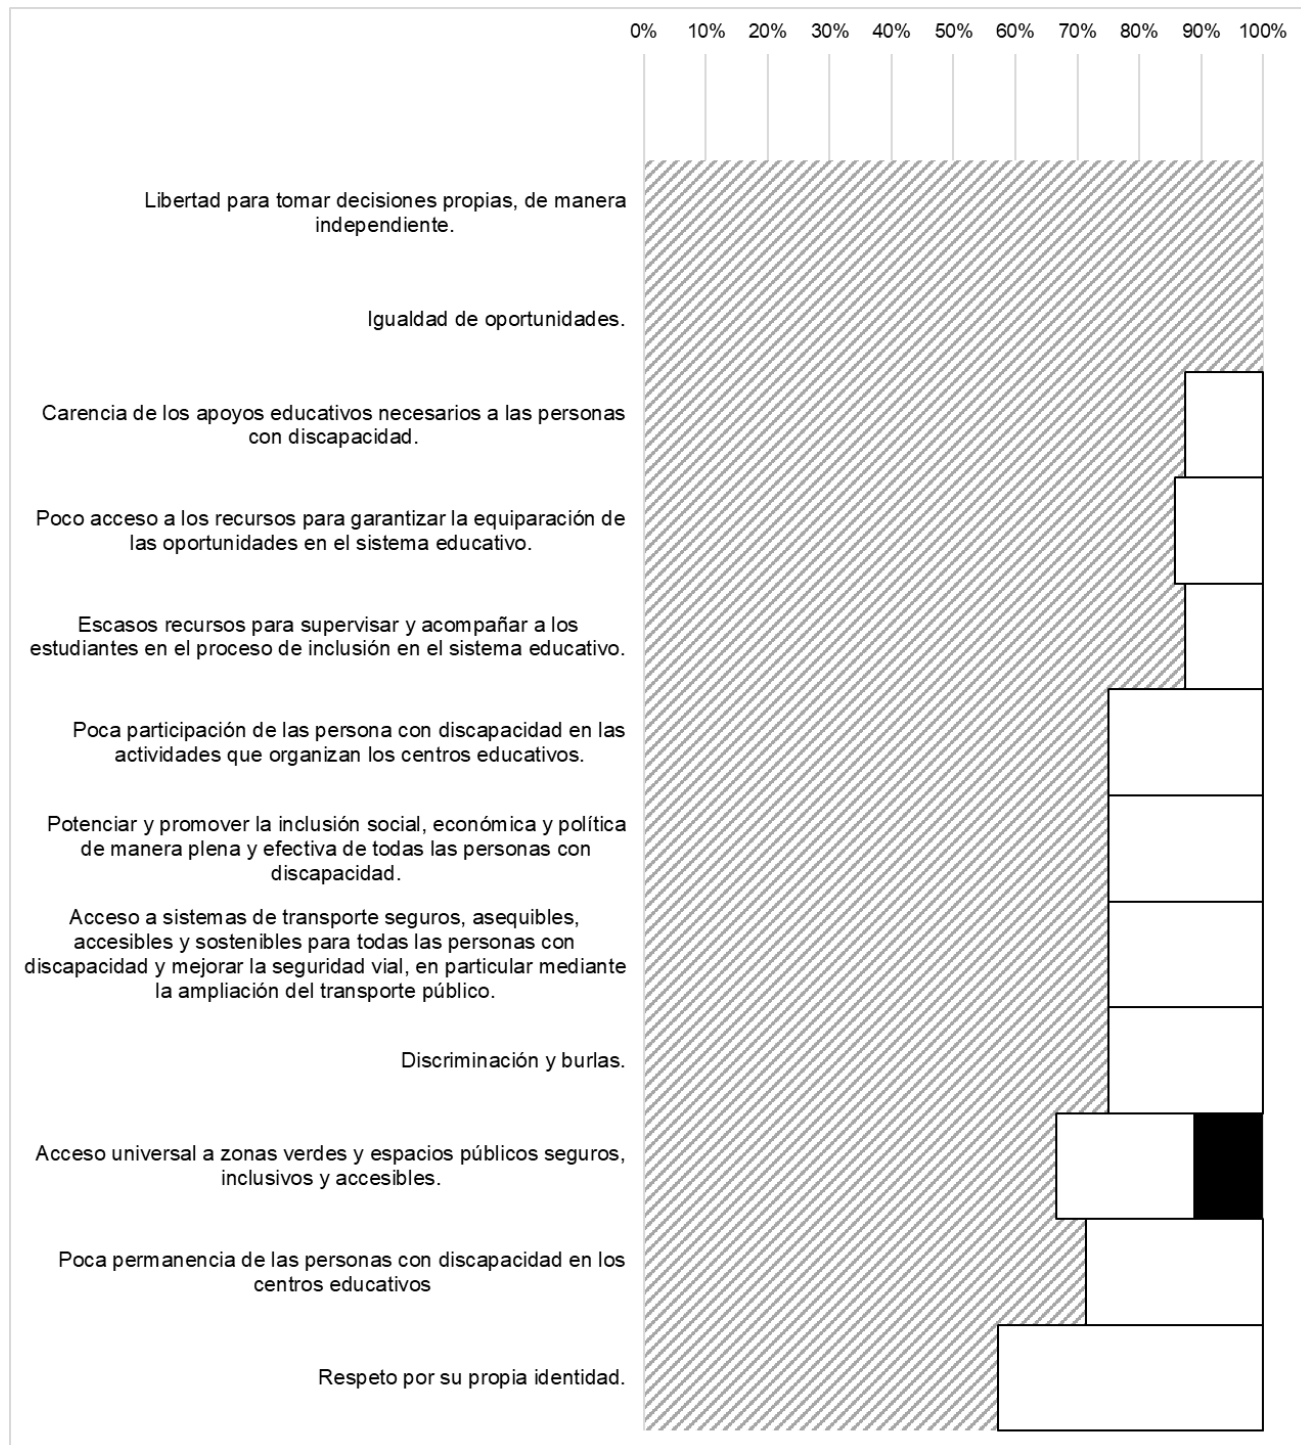 0% 10% 20% 30% 40% 50% 60% 70% 80% 90% 100%
Libertad para tomar decisiones propias, de manera
independiente.
Igualdad de oportunidades.
Carencia de los apoyos educativos necesarios a las personas
con discapacidad.
Poco acceso a los recursos para garantizar la equiparación de
las oportunidades en el sistema educativo.
Escasos recursos para supervisar y acompañar a los
estudiantes en el proceso de inclusión en el sistema educativo.
Poca participación de las persona con discapacidad en las
actividades que organizan los centros educativos.
Potenciar y promover la inclusión social, económica y política
de manera plena y efectiva de todas las personas con
discapacidad.
Acceso a sistemas de transporte seguros, asequibles,
accesibles y sostenibles para todas las personas con
discapacidad y mejorar la seguridad vial, en particular mediante
la ampliación del transporte público.
Discriminación y burlas.
Acceso universal a zonas verdes y espacios públicos seguros,
inclusivos y accesibles.
Poca permanencia de las personas con discapacidad en los
centros educativos
Respeto por su propia identidad.